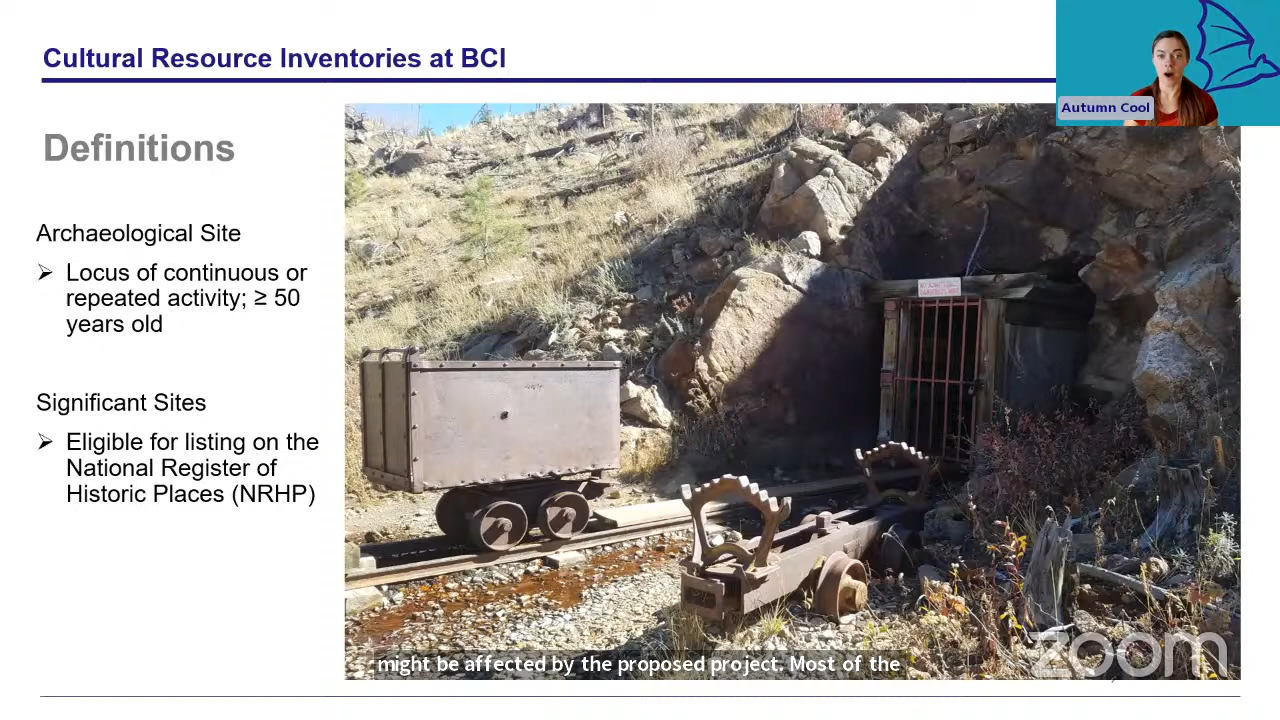 Cultural Resource Inventories at BCI
Autumn Cool
Definitions
Archaeological Site
➢ Locus of continuous or
repeated activity; ≥ 50
years old
Significant Sites
➢ Eligible for listing on the
National Register of
Historic Places (NRHP)
might be affected by the proposed project. Most of the
zoom